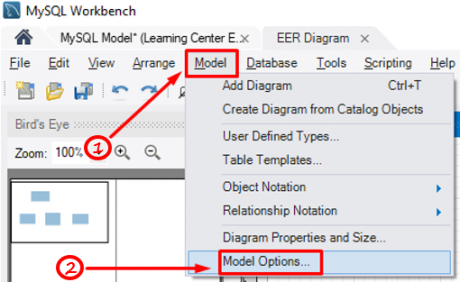 MySQL Workbench
MySQL Model* (Learning Center E... × EER Diagram ×
File Edit View Arrange Model Database Tools Scripting Help
Add Diagram Ctrl+T
Create Diagram from Catalog Objects
Bird's Eye
User Defined Types...
Zoom: 100%
1
Table Templates...
Object Notation
Relationship Notation
Diagram Properties and Size...
2
Model Options...